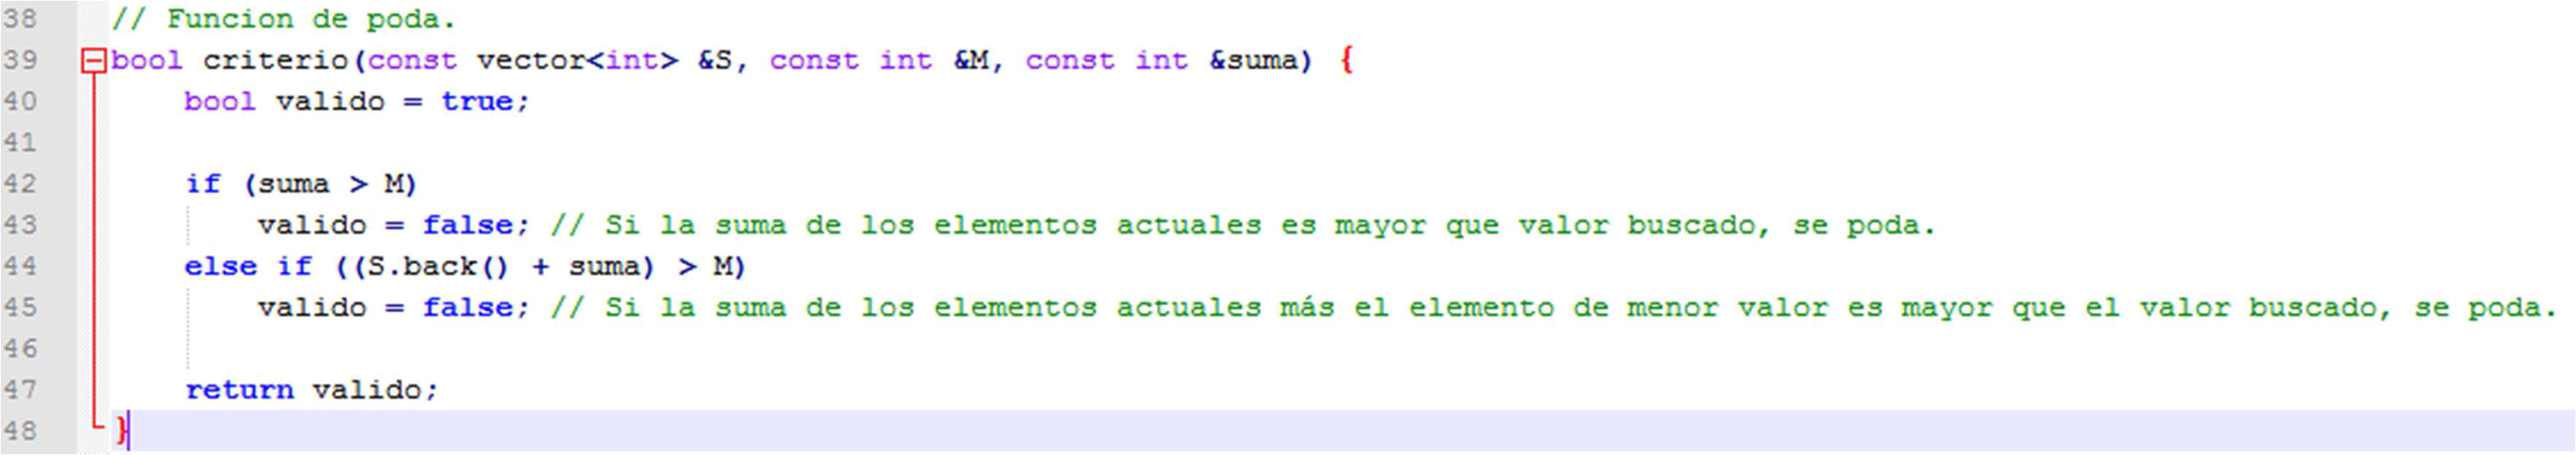 38 // Funcion de poda.
39 bool criterio(const vector<int> &S, const int &M, const int &suma) {
40 bool valido = true;
41
42 if (suma > M)
43 valido = false; // Si la suma de los elementos actuales es mayor que valor buscado, se poda.
44 else if ((S.back() + suma) > M)
45 valido = false; // Si la suma de los elementos actuales más el elemento de menor valor es mayor que el valor buscado, se poda.
46
47 return valido;
48 }